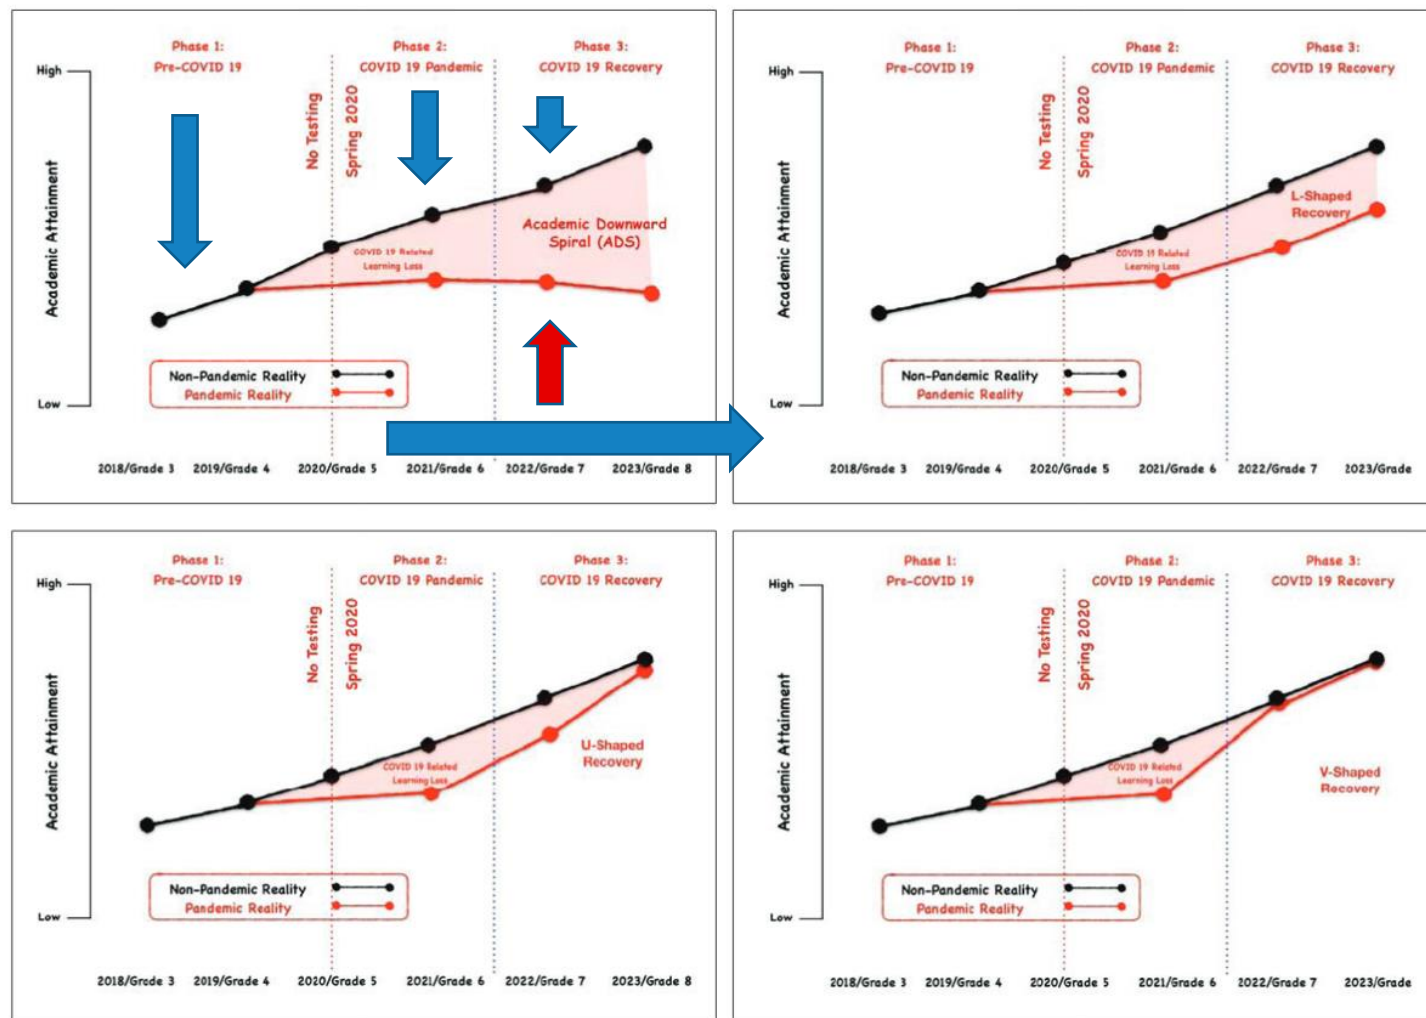 Phase 1:
Pre-COVID 19
Phase 2:
COVID 19 Pandemic
Phase 3:
COVID 19 Recovery
High
Academic Attainment
Low
No Testing
Spring 2020
COVID 19 Related
Learning Loss
Academic Downward
Spiral (ADS)
Non-Pandemic Reality
Pandemic Reality
2018/Grade 3
2019/Grade 4
2020/Grade 5
2021/Grade 6
2022/Grade 7
2023/Grade 8
Phase 1:
Pre-COVID 19
Phase 2:
COVID 19 Pandemic
Phase 3:
COVID 19 Recovery
High
Academic Attainment
Low
No Testing
Spring 2020
COVID 19 Related
Learning Loss
L-Shaped
Recovery
Non-Pandemic Reality
Pandemic Reality
2018/Grade 3
2019/Grade 4
2020/Grade 5
2021/Grade 6
2022/Grade 7
2023/Grade
Phase 1:
Pre-COVID 19
Phase 2:
COVID 19 Pandemic
Phase 3:
COVID 19 Recovery
High
Academic Attainment
Low
No Testing
Spring 2020
COVID 19 Related
Learning Loss
U-Shaped
Recovery
Non-Pandemic Reality
Pandemic Reality
2018/Grade 3
2019/Grade 4
2020/Grade 5
2021/Grade 6
2022/Grade 7
2023/Grade 8
Phase 1:
Pre-COVID 19
Phase 2:
COVID 19 Pandemic
Phase 3:
COVID 19 Recovery
High
Academic Attainment
Low
No Testing
Spring 2020
COVID 19 Related
Learning Loss
V-Shaped
Recovery
Non-Pandemic Reality
Pandemic Reality
2018/Grade 3
2019/Grade 4
2020/Grade 5
2021/Grade 6
2022/Grade 7
2023/Grade